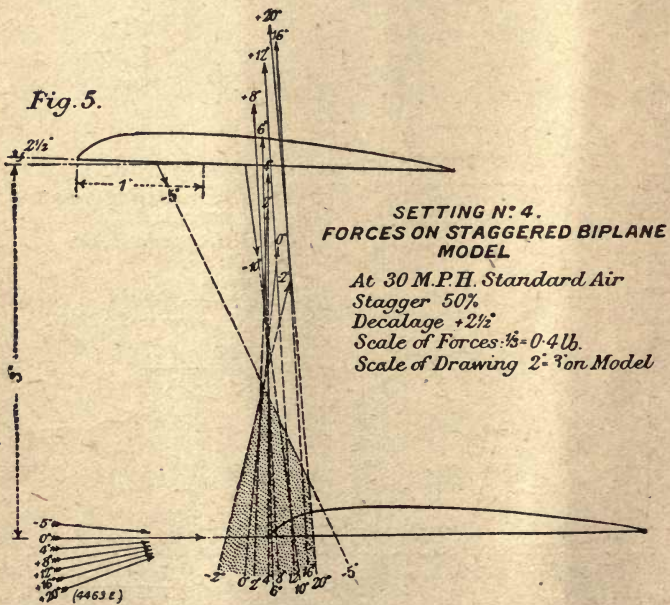 +20°
16°
+12°
+8°
6°
Fig. 5.
2½°
1"
-5°
-10°
0°
-2°
3"
SETTING Nº 4.
FORCES ON STAGGERED BIPLANE
MODEL
At 30 M.P.H. Standard Air
Stagger 50%
Decalage +2½°
Scale of Forces: ⅓"=0·4 lb.
Scale of Drawing 2"= 3" on Model
-5°
0°
4°
+8°
+12°
+16°
+20°
(4463 E.)
-2° 0° 2° 4° 6° 8° 10° 12° 16° 20° -5°